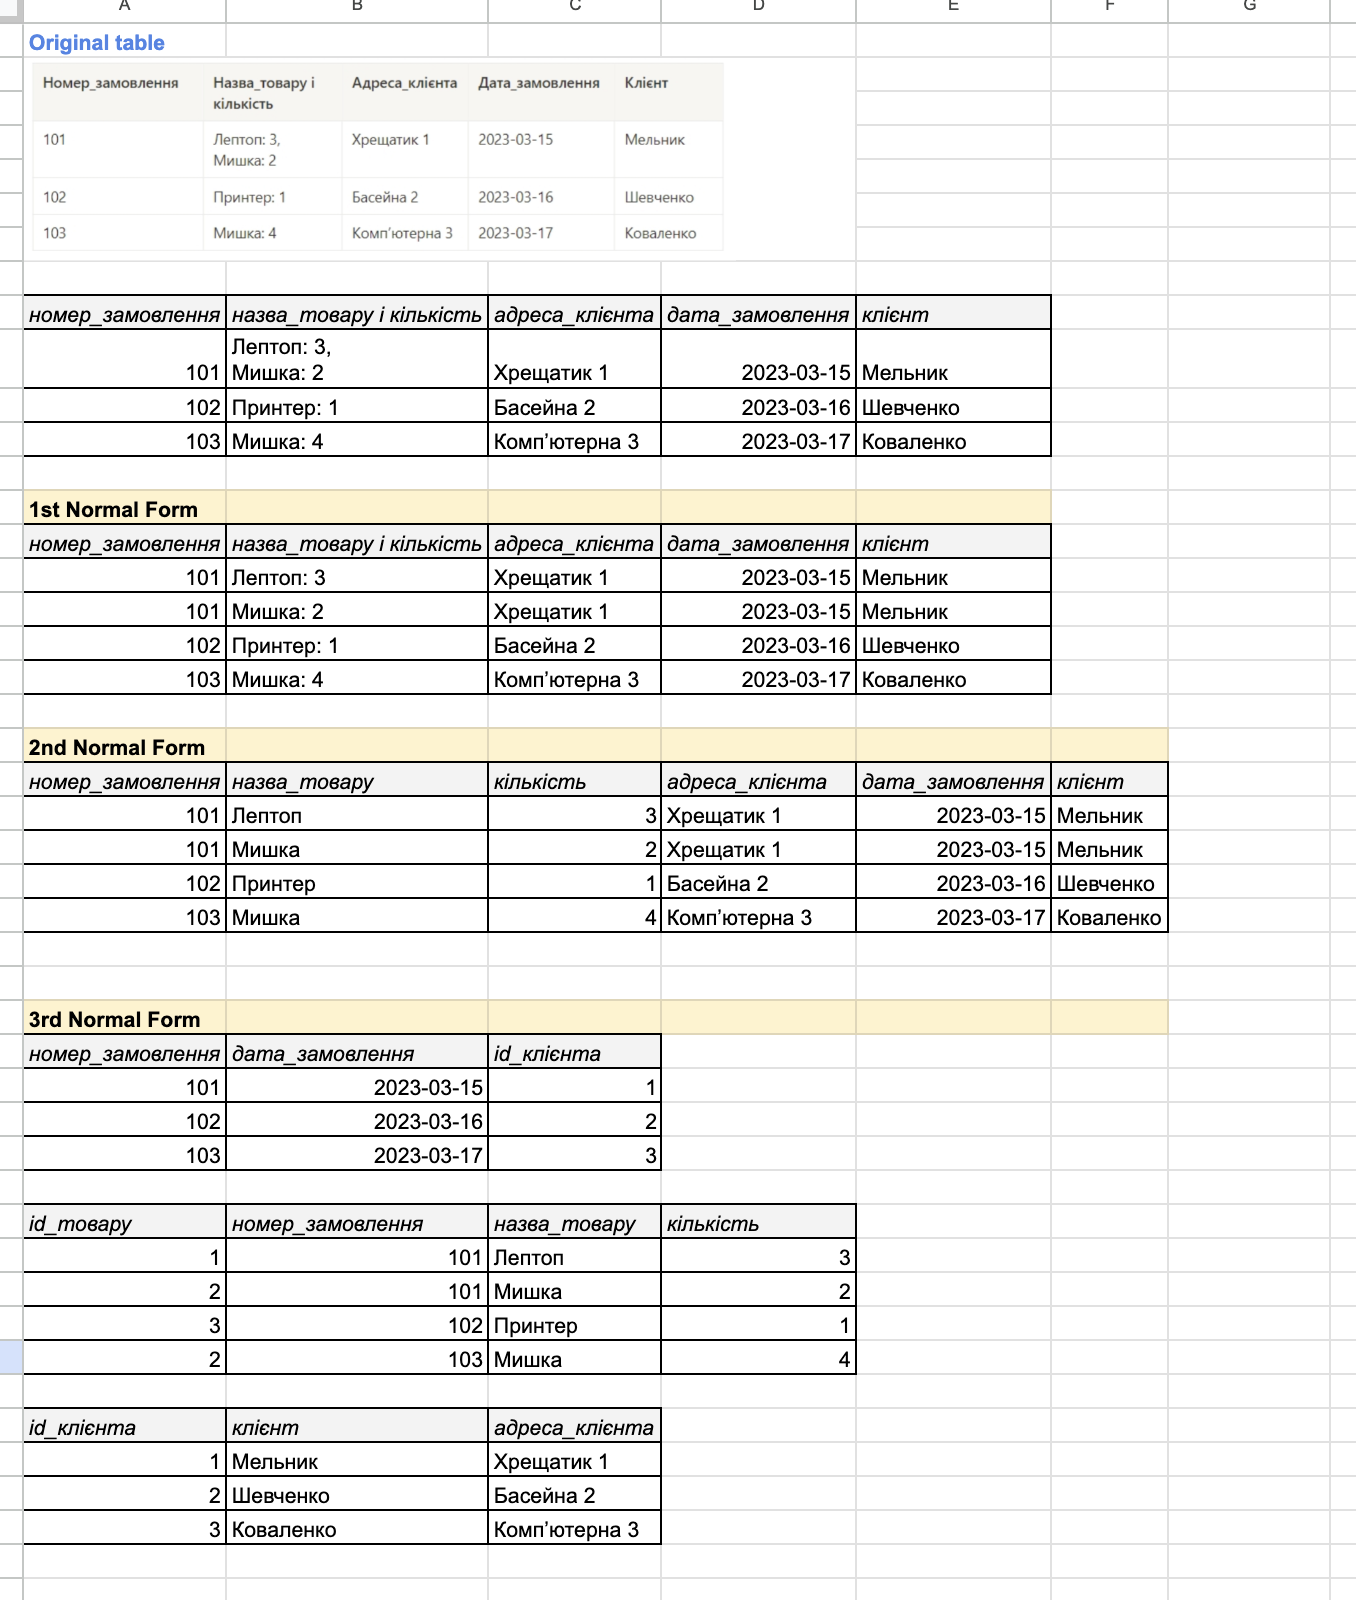 A B C D E F G
Original table
Номер_замовлення Назва_товару і кількість Адреса_клієнта Дата_замовлення Клієнт
101 Лептоп: 3, Мишка: 2 Хрещатик 1 2023-03-15 Мельник
102 Принтер: 1 Басейна 2 2023-03-16 Шевченко
103 Мишка: 4 Комп'ютерна 3 2023-03-17 Коваленко
номер_замовлення назва_товару і кількість адреса_клієнта дата_замовлення клієнт
101 Лептоп: 3, Мишка: 2 Хрещатик 1 2023-03-15 Мельник
102 Принтер: 1 Басейна 2 2023-03-16 Шевченко
103 Мишка: 4 Комп'ютерна 3 2023-03-17 Коваленко
1st Normal Form
номер_замовлення назва_товару і кількість адреса_клієнта дата_замовлення клієнт
101 Лептоп: 3 Хрещатик 1 2023-03-15 Мельник
101 Мишка: 2 Хрещатик 1 2023-03-15 Мельник
102 Принтер: 1 Басейна 2 2023-03-16 Шевченко
103 Мишка: 4 Комп'ютерна 3 2023-03-17 Коваленко
2nd Normal Form
номер_замовлення назва_товару кількість адреса_клієнта дата_замовлення клієнт
101 Лептоп 3 Хрещатик 1 2023-03-15 Мельник
101 Мишка 2 Хрещатик 1 2023-03-15 Мельник
102 Принтер 1 Басейна 2 2023-03-16 Шевченко
103 Мишка 4 Комп'ютерна 3 2023-03-17 Коваленко
3rd Normal Form
номер_замовлення дата_замовлення id_клієнта
101 2023-03-15 1
102 2023-03-16 2
103 2023-03-17 3
id_товару номер_замовлення назва_товару кількість
1 101 Лептоп 3
2 101 Мишка 2
3 102 Принтер 1
2 103 Мишка 4
id_клієнта клієнт адреса_клієнта
1 Мельник Хрещатик 1
2 Шевченко Басейна 2
3 Коваленко Комп'ютерна 3